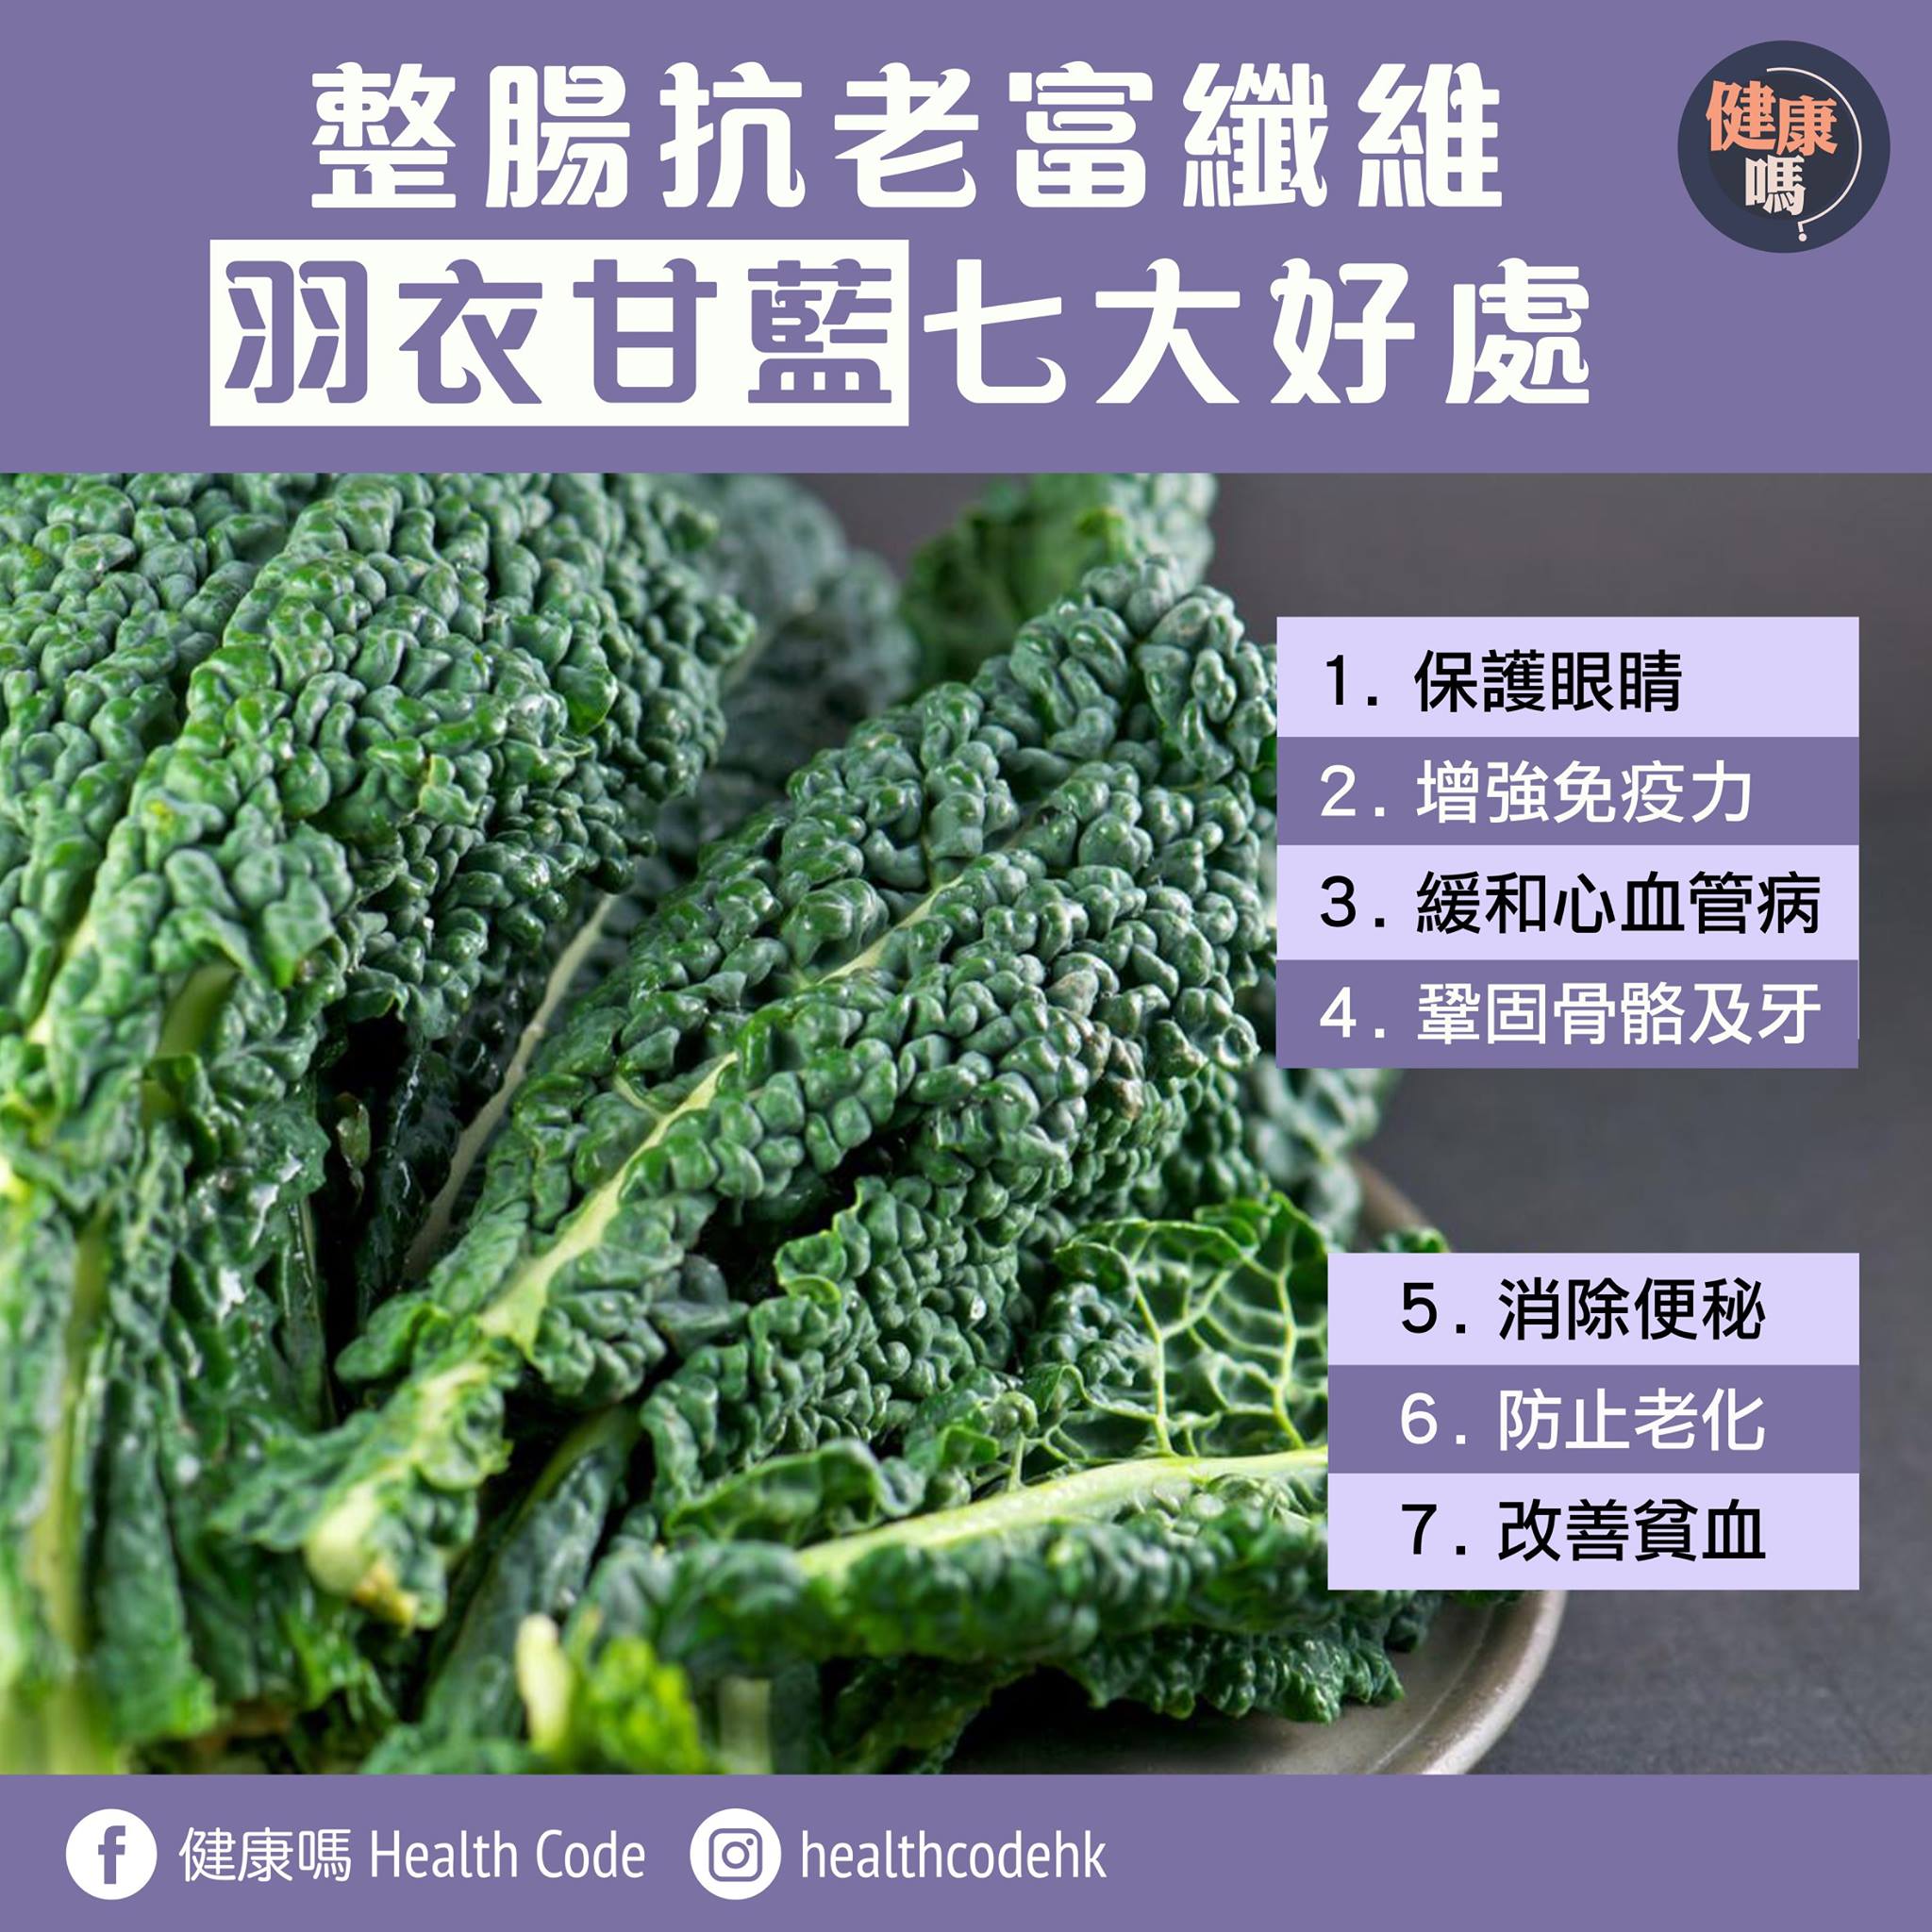 整腸抗老富纖維
健康
嗎
羽衣甘藍七大好處
1. 保護眼睛
2. 增強免疫力
3. 緩和心血管病
4. 鞏固骨骼及牙
5. 消除便秘
6. 防止老化
7. 改善貧血
健康嗎 Health Code
healthcodehk